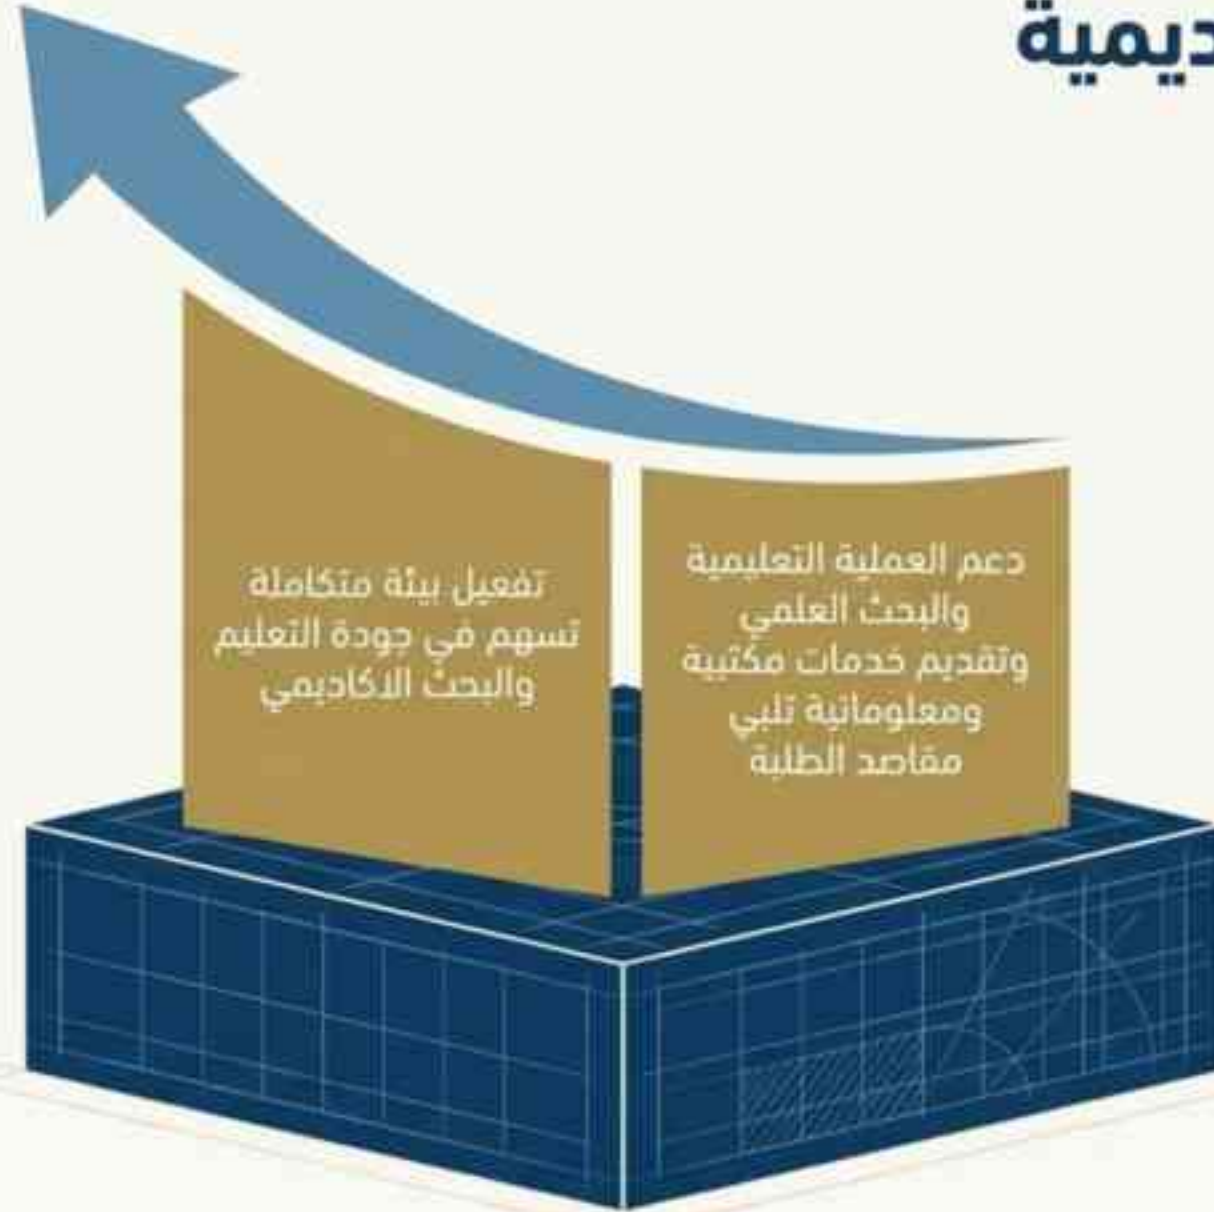 دعم العملية التعليمية
والبحث العلمي
وتقديم خدمات مكتبية
ومعلوماتية تلبي
مقاصد الطلبة
تفعيل بيئة متكاملة
تسهم في جودة التعليم
والبحث الاكاديمي